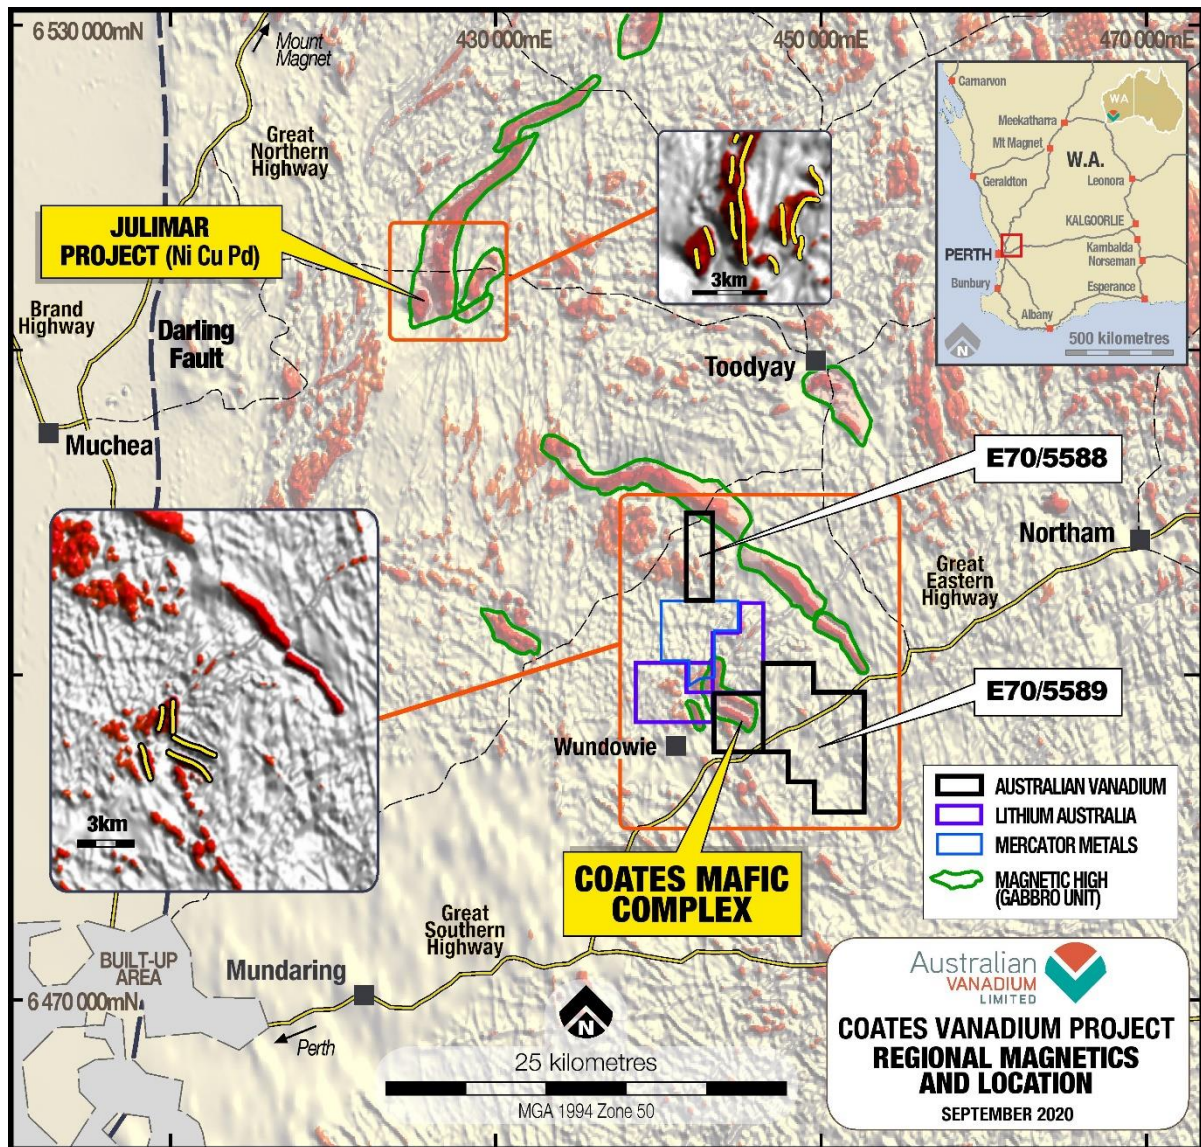 6 530 000mN
430 000mE
450 000mE
470 000mE
Mount
Magnet
Great
Northern
Highway
JULIMAR
PROJECT (Ni Cu Pd)
Brand
Highway
Darling
Fault
Muchea
3km
Toodyay
Carnarvon
WA
Meekatharra
Mt Magnet
W.A.
Geraldton
Leonora
KALGOORLIE
PERTH
Kambalda
Norseman
Bunbury
Esperance
Albany
N
500 kilometres
E70/5588
Northam
Great
Eastern
Highway
E70/5589
Wundowie
3km
COATES MAFIC
COMPLEX
AUSTRALIAN VANADIUM
LITHIUM AUSTRALIA
MERCATOR METALS
MAGNETIC HIGH
(GABBRO UNIT)
Great
Southern
Highway
BUILT-UP
AREA
Mundaring
6 470 000mN
Perth
N
25 kilometres
MGA 1994 Zone 50
Australian
VANADIUM
LIMITED
COATES VANADIUM PROJECT
REGIONAL MAGNETICS
AND LOCATION
SEPTEMBER 2020